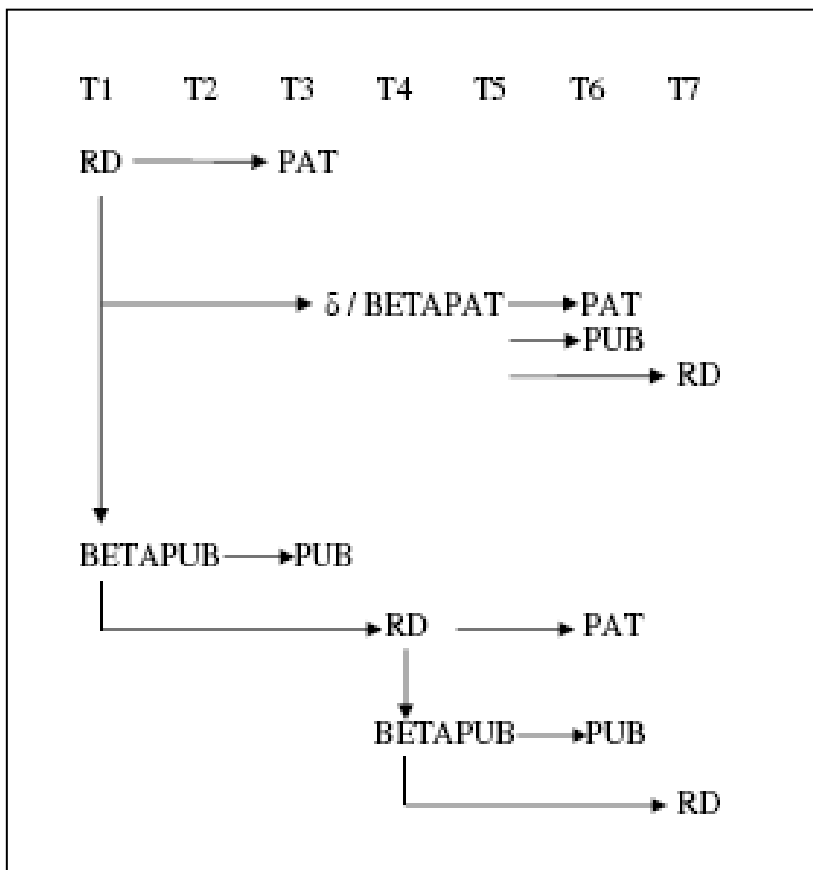 T1 T2 T3 T4 T5 T6 T7
RD PAT
δ / BETAPAT PAT
PUB
RD
BETAPUB PUB
RD PAT
BETAPUB PUB
RD